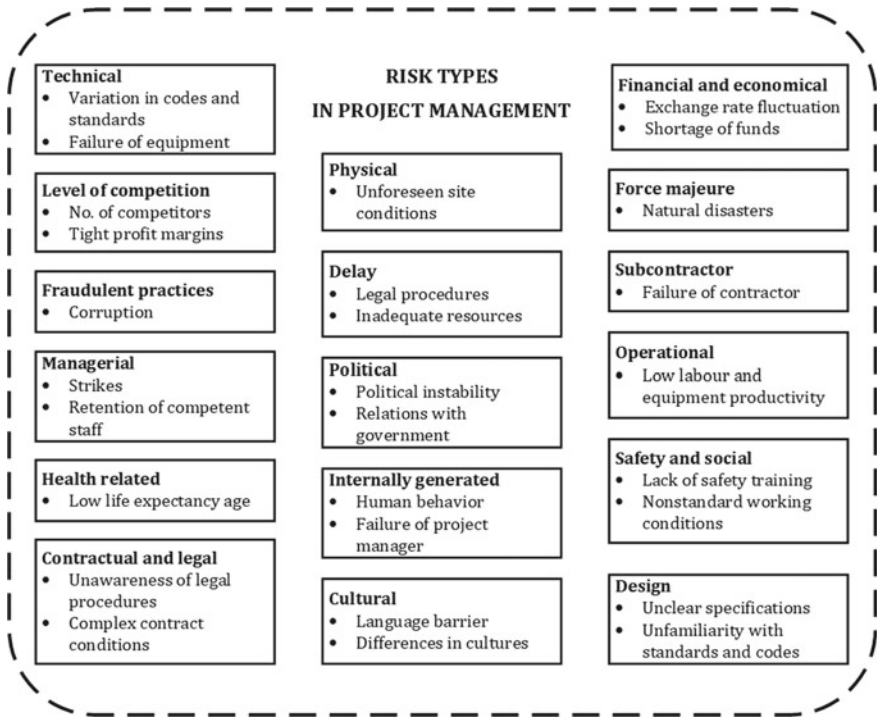 RISK TYPES
IN PROJECT MANAGEMENT
Technical
• Variation in codes and
standards
• Failure of equipment
Level of competition
• No. of competitors
• Tight profit margins
Fraudulent practices
• Corruption
Managerial
• Strikes
• Retention of competent
staff
Health related
• Low life expectancy age
Contractual and legal
• Unawareness of legal
procedures
• Complex contract
conditions
Physical
• Unforeseen site
conditions
Delay
• Legal procedures
• Inadequate resources
Political
• Political instability
• Relations with
government
Internally generated
• Human behavior
• Failure of project
manager
Cultural
• Language barrier
• Differences in cultures
Financial and economical
• Exchange rate fluctuation
• Shortage of funds
Force majeure
• Natural disasters
Subcontractor
• Failure of contractor
Operational
• Low labour and
equipment productivity
Safety and social
• Lack of safety training
• Nonstandard working
conditions
Design
• Unclear specifications
• Unfamiliarity with
standards and codes